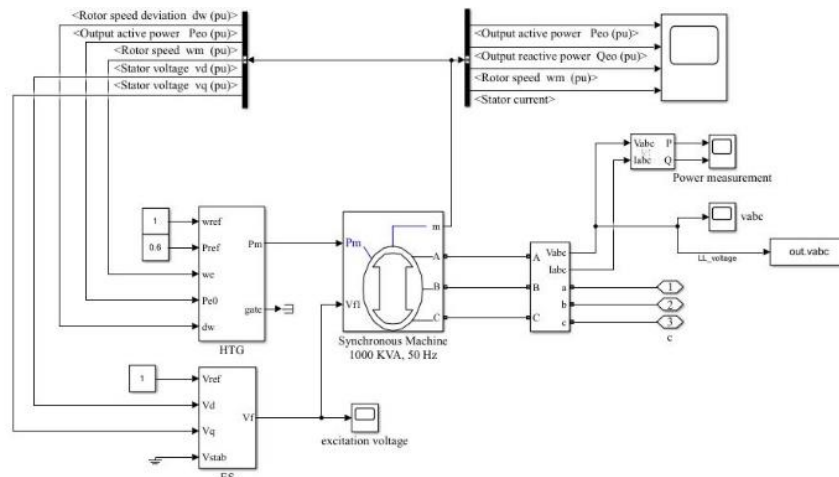 <Rotor speed deviation dw (pu)>
<Output active power Peo (pu)>
<Rotor speed wm (pu)>
<Stator voltage vd (pu)>
<Stator voltage vq (pu)>
<Output active power Peo (pu)>
<Output reactive power Qeo (pu)>
<Rotor speed wm (pu)>
<Stator current>
Vabc
Iabc
P
Q
Power measurement
vabc
LL_voltage
out.vabc
1
0.6
wref
Pref
we
Pe0
dw
Pm
gate
HTG
Pm
Vf1
m
A
B
C
Synchronous Machine
1000 KVA, 50 Hz
A
B
C
Vabc
Iabc
a
b
c
1
2
3
c
1
Vref
Vd
Vq
Vstab
Vf
ES
excitation voltage